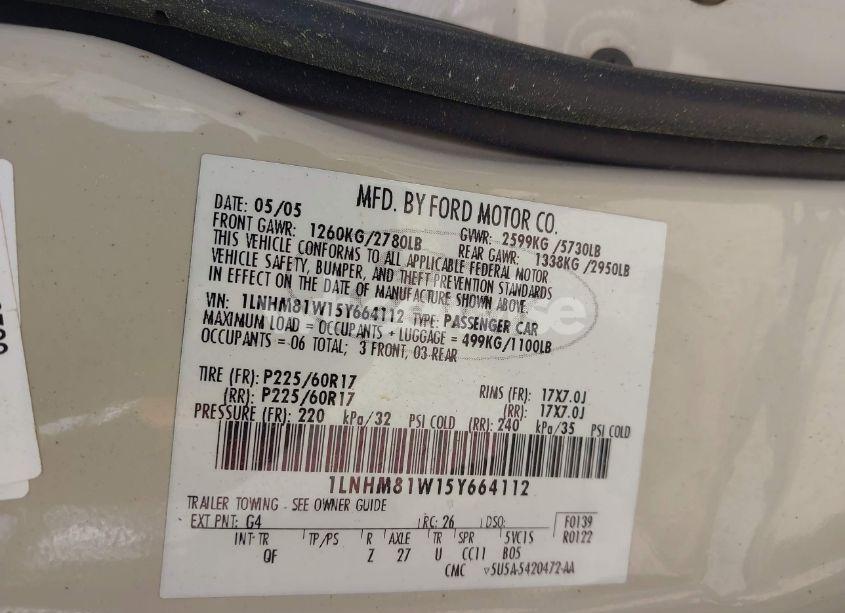 MFD. BY FORD MOTOR CO.
DATE: 05/05 GVWR: 2599KG /5730LB
FRONT GAWR: 1260KG/2780LB REAR GAWR: 1338KG /2950LB
THIS VEHICLE CONFORMS TO ALL APPLICABLE FEDERAL MOTOR
VEHICLE SAFETY, BUMPER, AND THEFT PREVENTION STANDARDS
IN EFFECT ON THE DATE OF MANUFACTURE SHOWN ABOVE.
VIN: 1LNHM81W15Y664112 TYPE: PASSENGER CAR
MAXIMUM LOAD = OCCUPANTS + LUGGAGE = 499KG/1100LB
OCCUPANTS = 06 TOTAL; 3 FRONT, 03 REAR
TIRE (FR): P225/60R17 RINS (FR): 17X7.0J
(RR): P225/60R17 (RR): 17X7.0J
PRESSURE (FR): 220 kPa/32 PSI COLD (RR): 240 kPa/35 PSI COLD
1LNHM81W15Y664112
TRAILER TOWING - SEE OWNER GUIDE
EXT PNT: G4 RC: 26 DSO: F0139
INT TR TP/PS R AXLE TR SPR 5VC15 R0122
QF Z 27 U CC11 B05
CMC 5U5A-5420472-AA